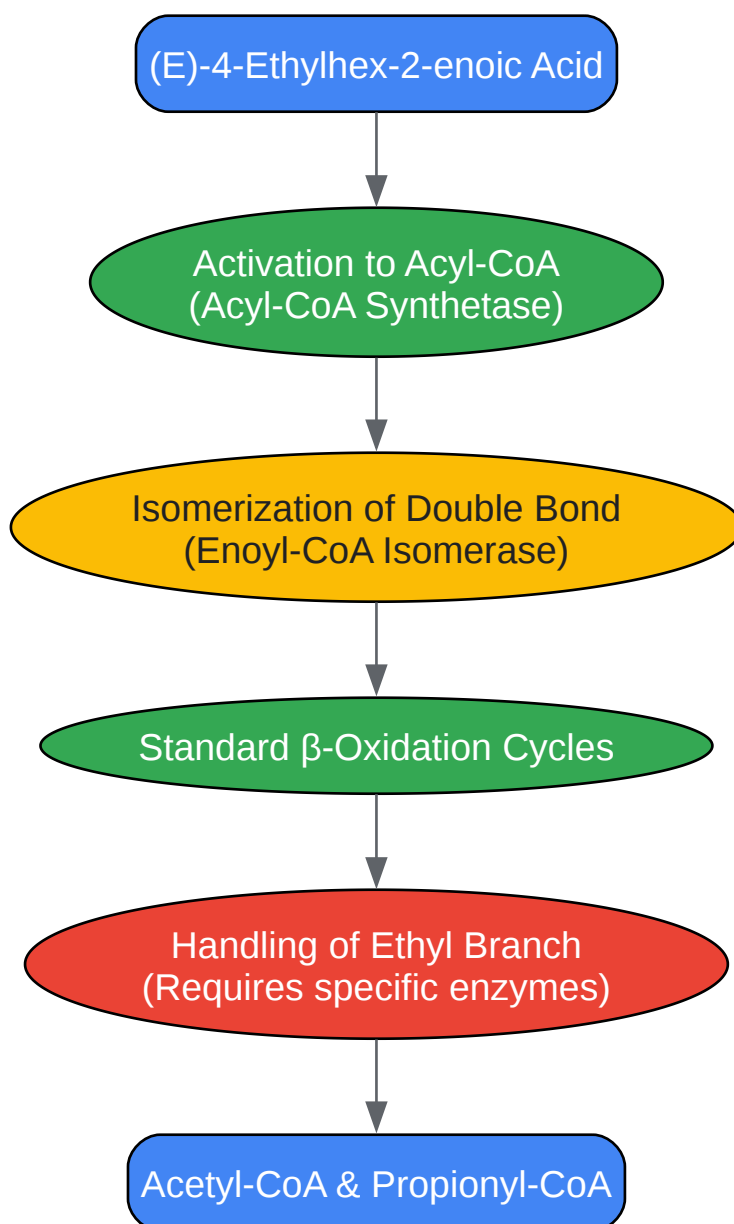 (E)-4-Ethylhex-2-enoic Acid
Activation to Acyl-CoA
(Acyl-CoA Synthetase)
Isomerization of Double Bond
(Enoyl-CoA Isomerase)
Standard β-Oxidation Cycles
Handling of Ethyl Branch
(Requires specific enzymes)
Acetyl-CoA & Propionyl-CoA